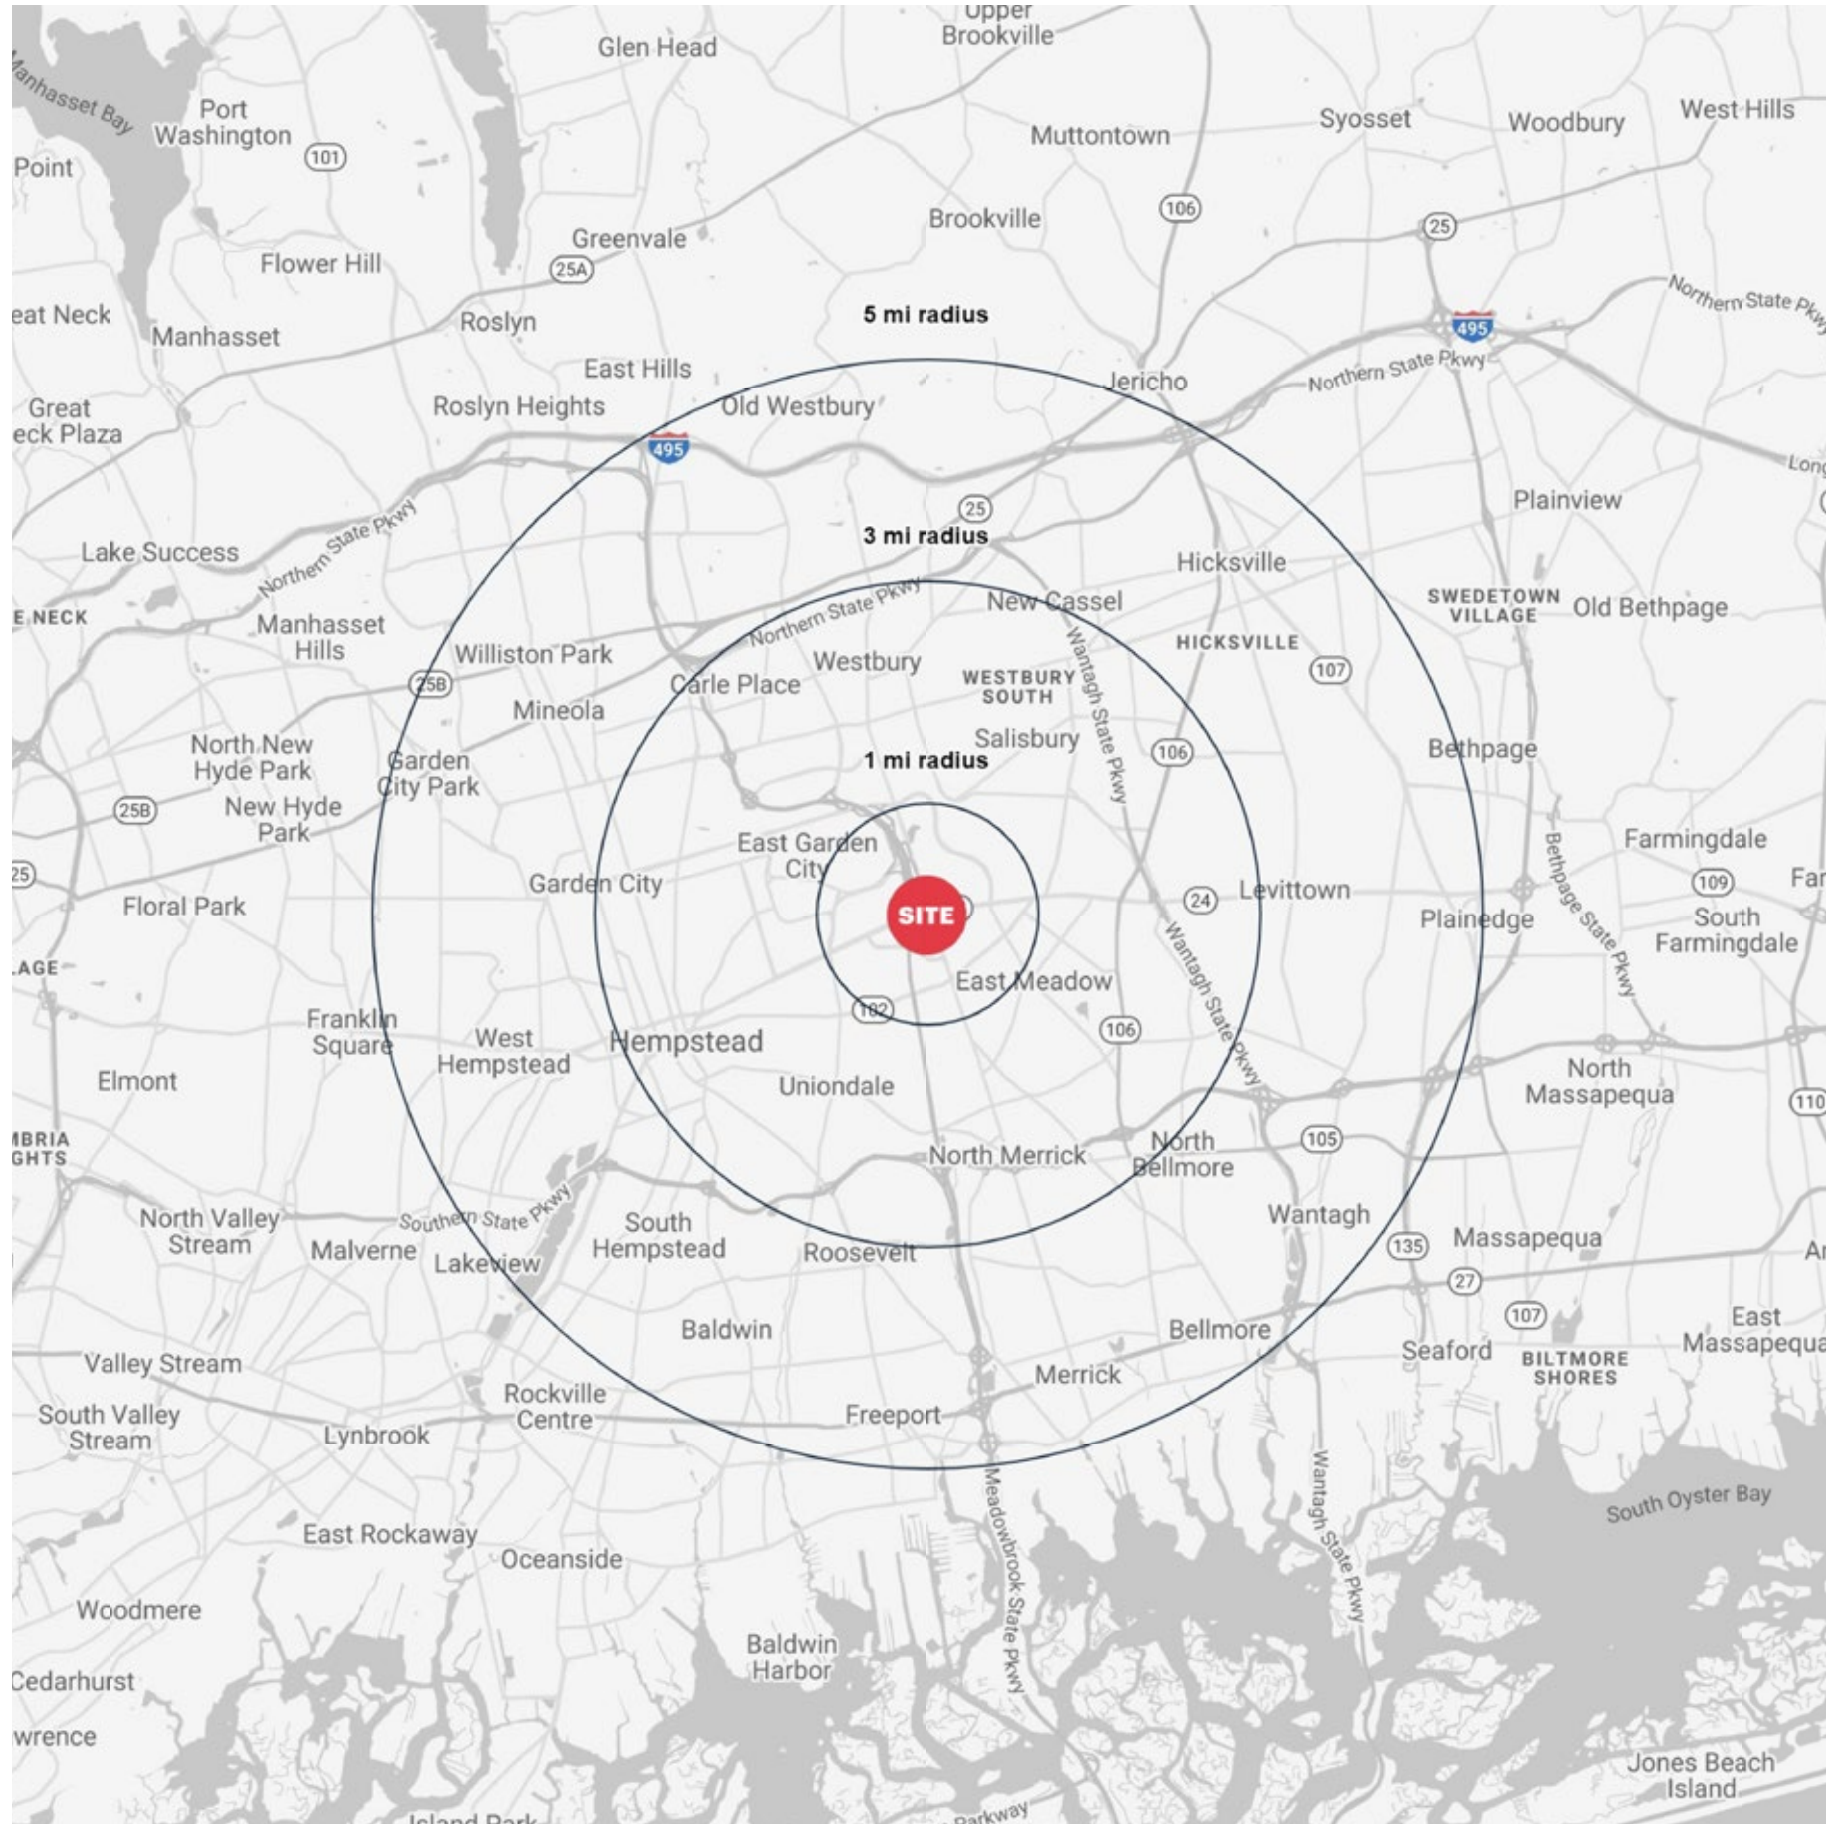 Upper
Brookville
Glen Head
Manhasset Bay
Port
Washington
101
Point
Muttontown
Syosset
Woodbury
West Hills
106
Brookville
25
Greenvale
25A
Flower Hill
Northern State Pkwy
eat Neck
Manhasset
Roslyn
5 mi radius
495
Northern State Pkwy
East Hills
Jericho
Great
eck Plaza
Roslyn Heights
Old Westbury
495
Long
Plainview
25
Lake Success
Northern State Pkwy
3 mi radius
Hicksville
E NECK
Manhasset
Hills
Northern State Pkwy
New Cassel
SWEDETOWN
VILLAGE
Old Bethpage
Williston Park
Westbury
HICKSVILLE
25B
Carle Place
WESTBURY
SOUTH
Wantagh State Pkwy
107
Mineola
North New
Hyde Park
Garden
City Park
Salisbury
106
Bethpage
1 mi radius
25B
New Hyde
Park
East Garden
City
Farmingdale
25
Garden City
Levittown
109
Far
Floral Park
SITE
24
Plainedge
Bethpage State Pkwy
South
Farmingdale
LAGE
East Meadow
Wantagh State Pkwy
102
Franklin
Square
West
Hempstead
Hempstead
106
Elmont
Uniondale
North
Massapequa
110
MBRIA
GHTS
North Merrick
North
Bellmore
105
Southern State Pkwy
North Valley
Stream
Malverne
Lakeview
South
Hempstead
Roosevelt
Wantagh
135
Massapequa
Ar
27
Baldwin
Bellmore
107
East
Massapequa
Valley Stream
Merrick
Seaford
BILTMORE
SHORES
South Valley
Stream
Lynbrook
Rockville
Centre
Freeport
Meadowbrook State Pkwy
Wantagh State Pkwy
South Oyster Bay
East Rockaway
Oceanside
Woodmere
Baldwin
Harbor
Cedarhurst
wrence
Jones Beach
Island
Island Park
Parkway